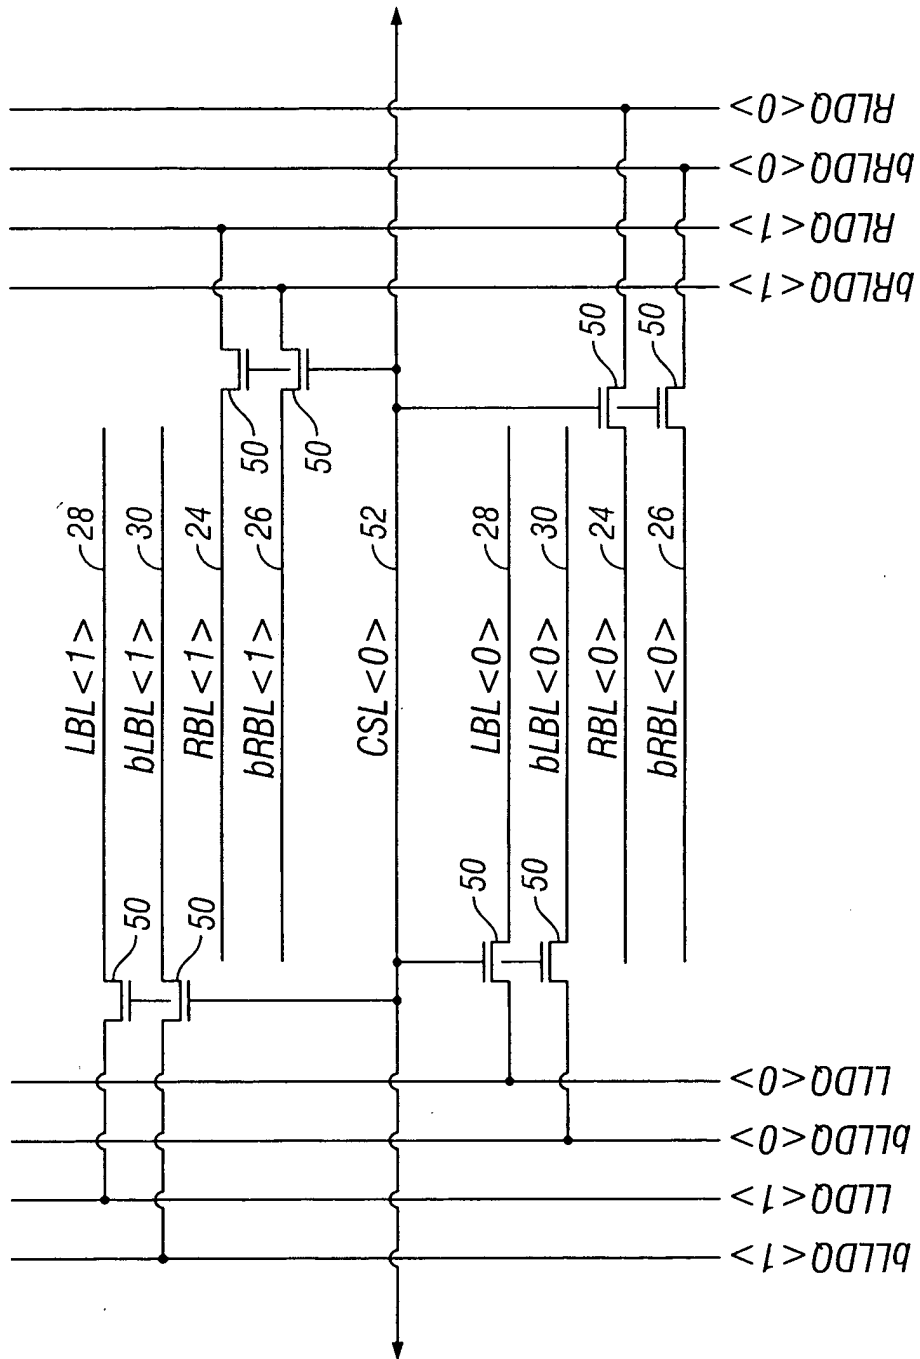 LBL<1> 28
50
bLBL<1> 30
50
RBL<1> 24
50
bRBL<1> 26
50
CSL<0> 52
50
LBL<0> 28
50
bLBL<0> 30
50
RBL<0> 24
50
bRBL<0> 26
bLLDQ<1>
LLDQ<1>
bLLDQ<0>
LLDQ<0>
bRLDQ<1>
RLDQ<1>
bRLDQ<0>
RLDQ<0>